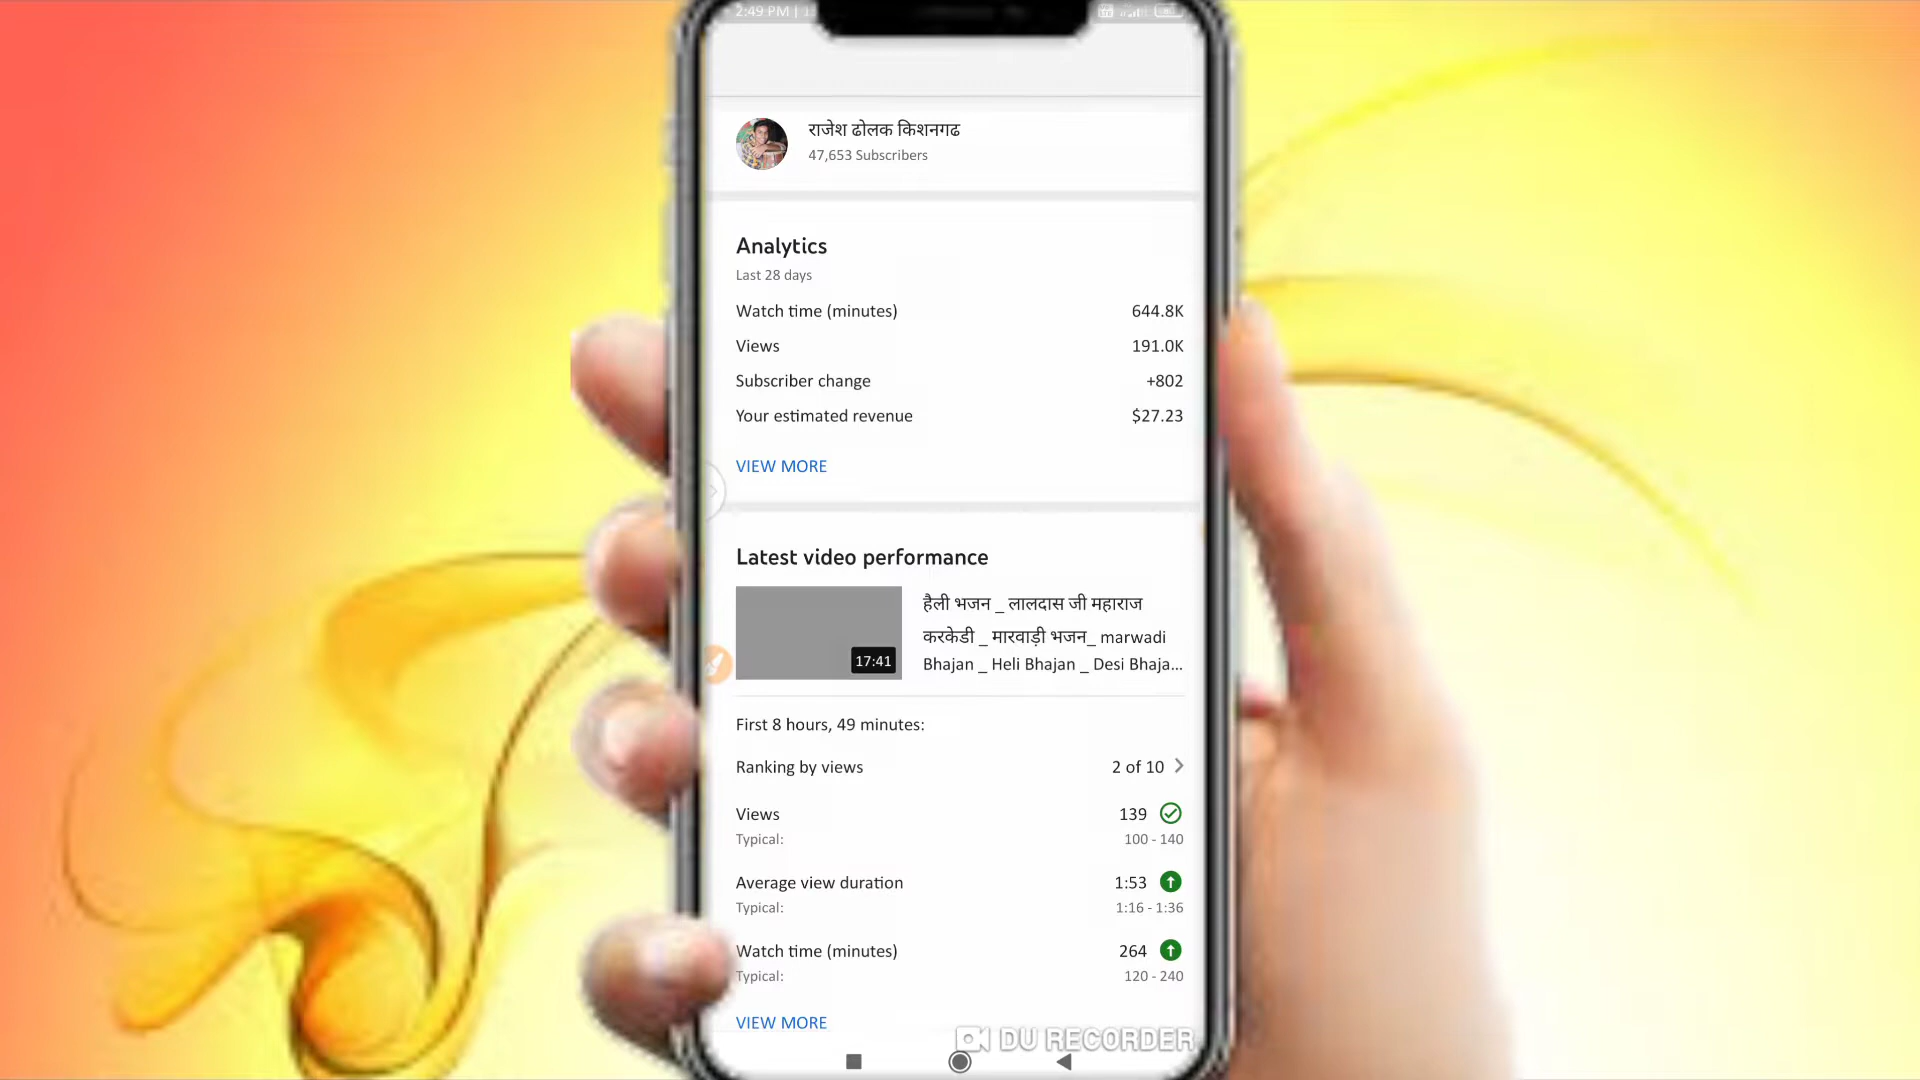 2:49 PM |
राजेश ढोलक किशनगढ
47,653 Subscribers
Analytics
Last 28 days
Watch time (minutes) 644.8K
Views 191.0K
Subscriber change +802
Your estimated revenue $27.23
VIEW MORE
Latest video performance
हैली भजन _ लालदास जी महाराज
करकेडी _ मारवाड़ी भजन_ marwadi
Bhajan _ Heli Bhajan _ Desi Bhaja...
17:41
First 8 hours, 49 minutes:
Ranking by views 2 of 10
Views 139
Typical: 100 - 140
Average view duration 1:53
Typical: 1:16 - 1:36
Watch time (minutes) 264
Typical: 120 - 240
VIEW MORE
DU RECORDER